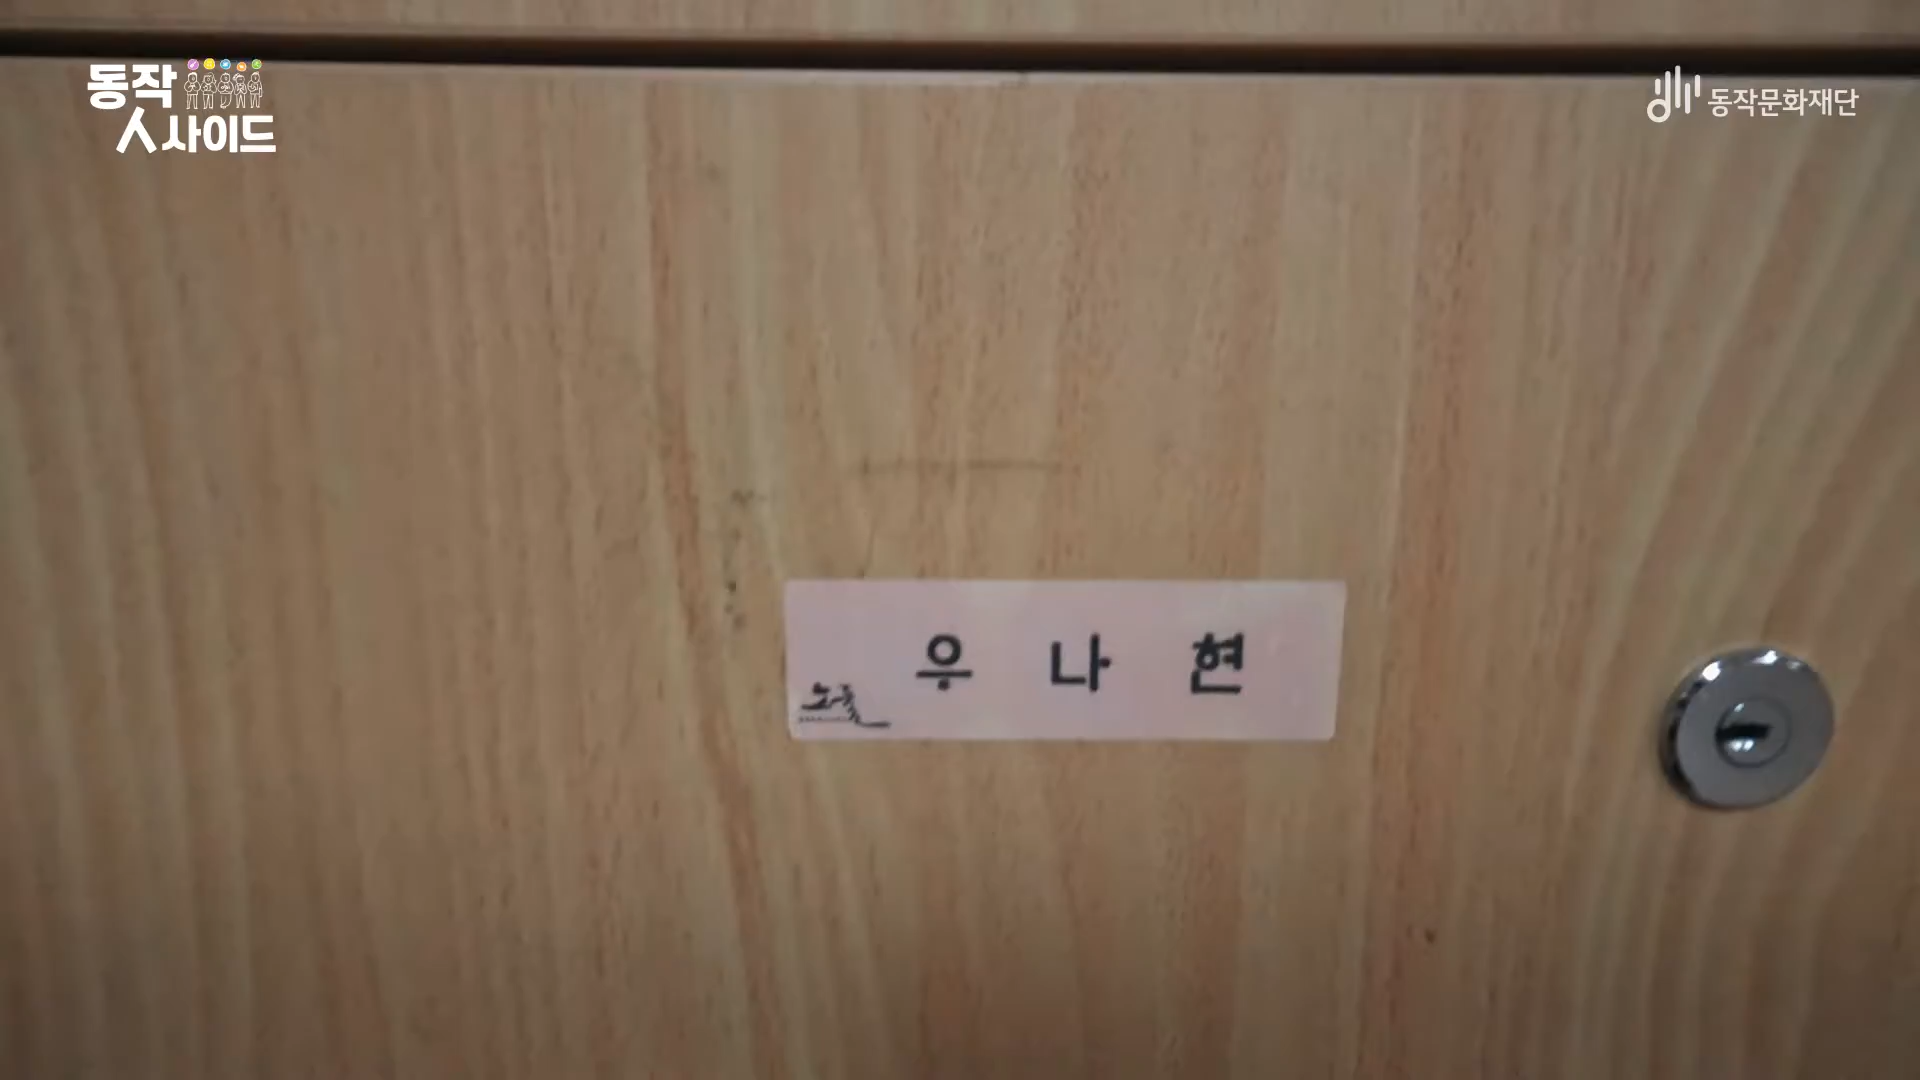 동작
人사이드
동작문화재단
우 나 현